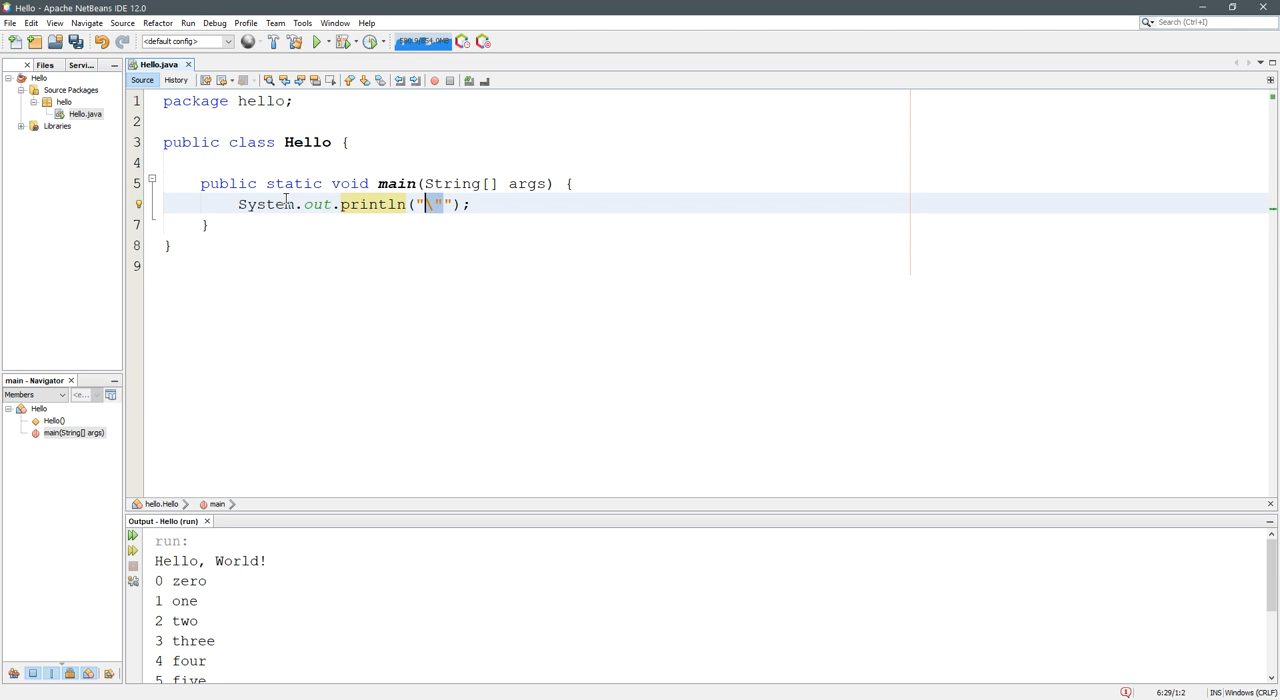 Hello - Apache NetBeans IDE 12.0
File Edit View Navigate Source Refactor Run Debug Profile Team Tools Window Help
Search (Ctrl+I)
<default config>
Files Servi...
Hello.java
Hello
Source Packages
hello
Hello.java
Libraries
Source History
1 package hello;
2
3 public class Hello {
4
5 public static void main(String[] args) {
System.out.println("\"");
7 }
8 }
9
main - Navigator
Members <e...
Hello
Hello()
main(String[] args)
hello.Hello main
Output - Hello (run)
run:
Hello, World!
0 zero
1 one
2 two
3 three
4 four
5 five
6:29/1:2 INS Windows (CRLF)